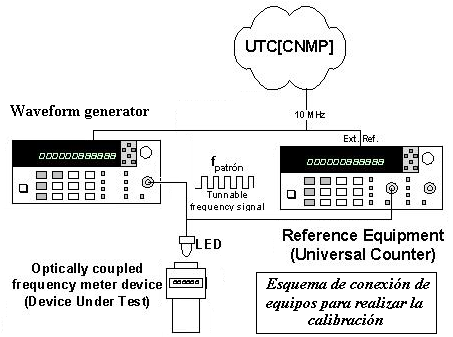 UTC[CNMP]
Waveform generator
10 MHz
Ext. Ref.
f patrón
Tunnable
frequency signal
LED
Reference Equipment
(Universal Counter)
Optically coupled
frequency meter device
(Device Under Test)
Esquema de conexión de
equipos para realizar la
calibración